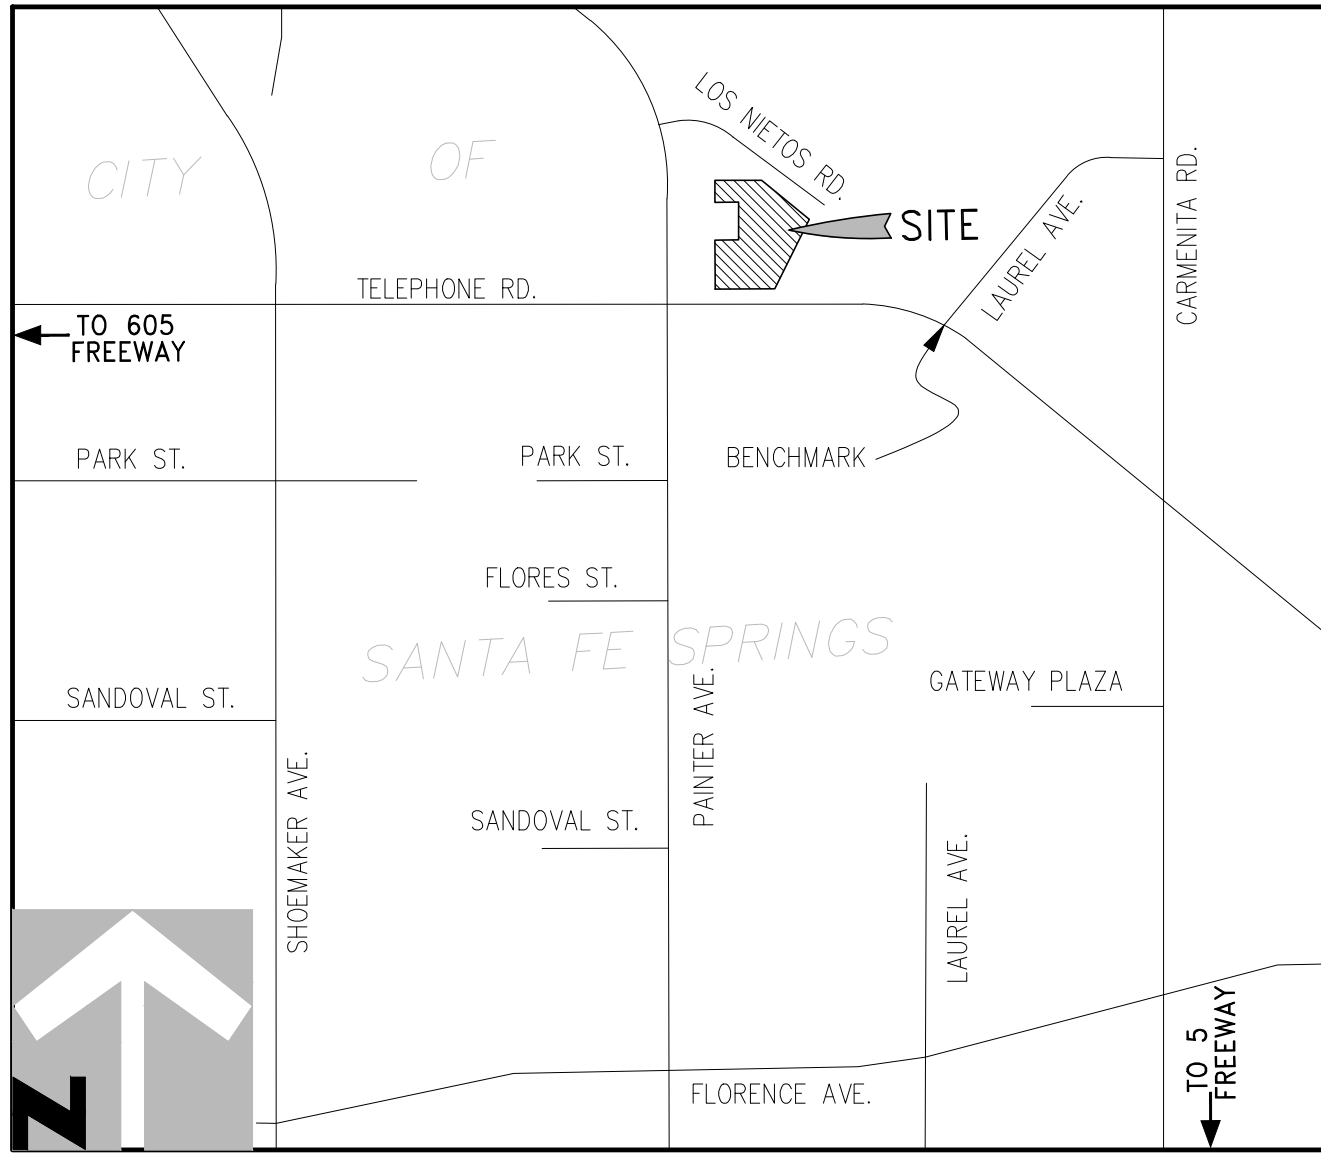 LOS NIETOS RD.
CITY
OF
CARMENITA RD.
SITE
LAUREL AVE.
TELEPHONE RD.
TO 605
FREEWAY
PARK ST.
PARK ST.
BENCHMARK
FLORES ST.
SANTA FE SPRINGS
SANDOVAL ST.
PAINTER AVE.
GATEWAY PLAZA
SHOEMAKER AVE.
SANDOVAL ST.
LAUREL AVE.
TO 5
FREEWAY
FLORENCE AVE.
N